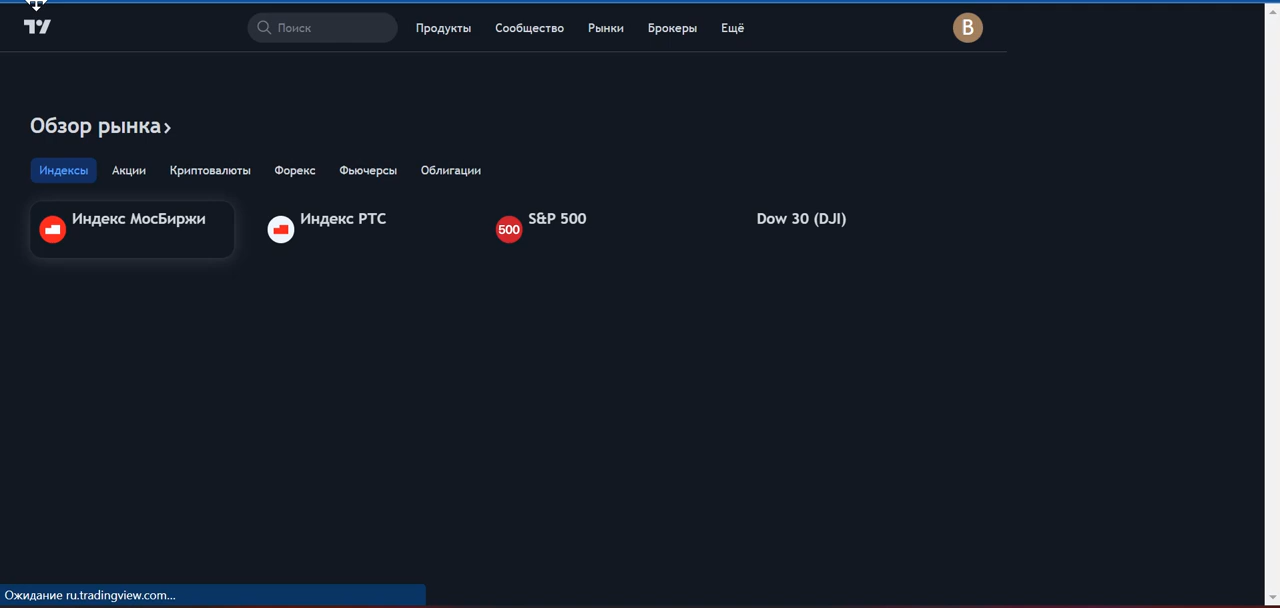 Поиск
Продукты Сообщество Рынки Брокеры Ещё
B
Обзор рынка
Индексы Акции Криптовалюты Форекс Фьючерсы Облигации
Индекс МосБиржи
Индекс РТС
500 S&P 500
Dow 30 (DJI)
Ожидание ru.tradingview.com...